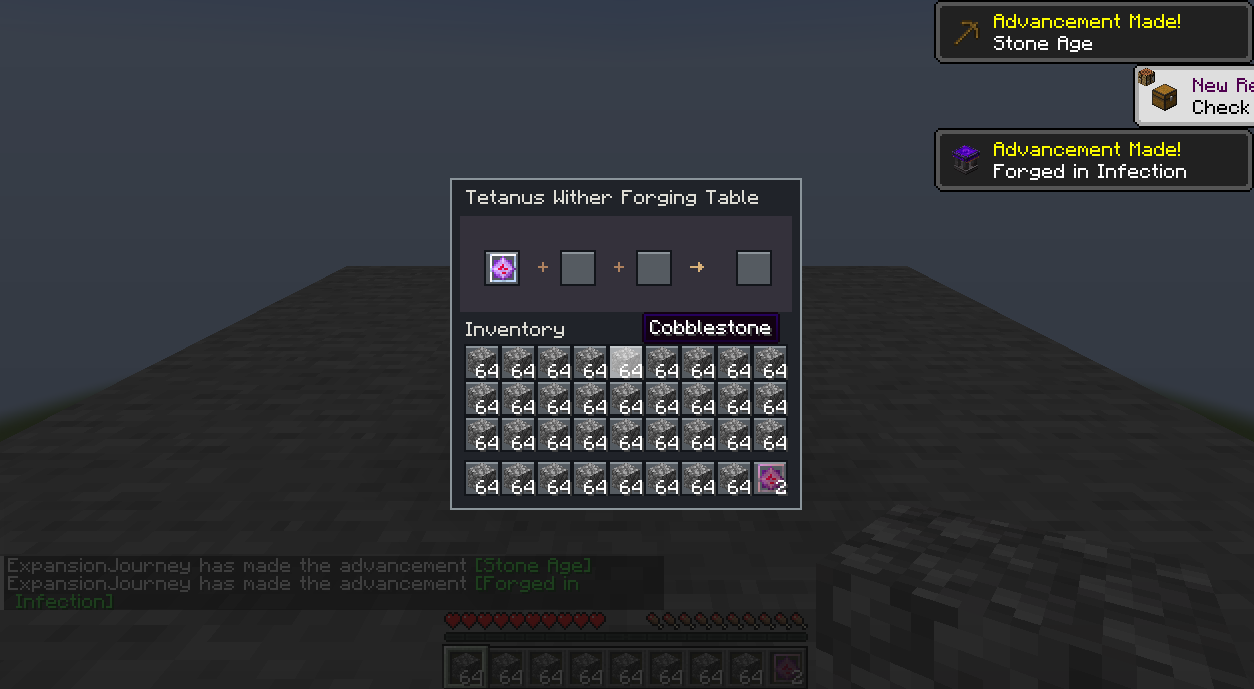 Advancement Made!
Stone Age
New Re
Check
Advancement Made!
Forged in Infection
Tetanus Wither Forging Table
Inventory
Cobblestone
64 64 64 64 64 64 64 64 64
64 64 64 64 64 64 64 64 64
64 64 64 64 64 64 64 64 64
64 64 64 64 64 64 64 64 2
ExpansionJourney has made the advancement [Stone Age]
ExpansionJourney has made the advancement [Forged in
Infection]
64 64 64 64 64 64 64 64 2